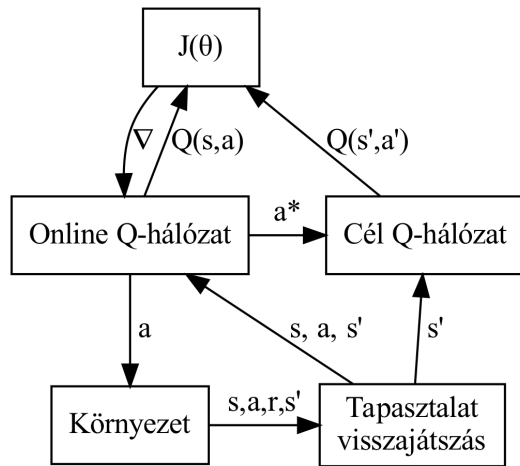 J(θ)
∇
Q(s,a)
Q(s',a')
Online Q-hálózat
a*
Cél Q-hálózat
a
s, a, s'
s'
Környezet
s,a,r,s'
Tapasztalat
visszajátszás